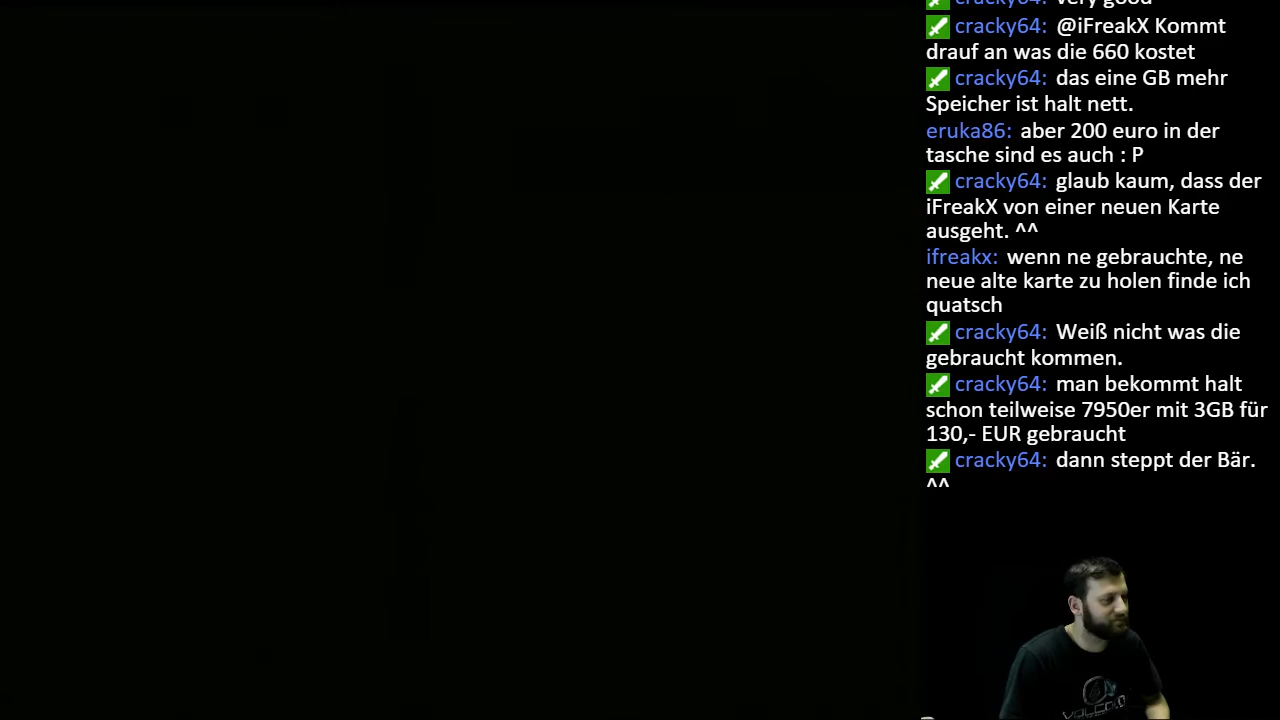 cracky64: very good
cracky64: @iFreakX Kommt
drauf an was die 660 kostet
cracky64: das eine GB mehr
Speicher ist halt nett.
eruka86: aber 200 euro in der
tasche sind es auch : P
cracky64: glaub kaum, dass der
iFreakX von einer neuen Karte
ausgeht. ^^
ifreakx: wenn ne gebrauchte, ne
neue alte karte zu holen finde ich
quatsch
cracky64: Weiß nicht was die
gebraucht kommen.
cracky64: man bekommt halt
schon teilweise 7950er mit 3GB für
130,- EUR gebraucht
cracky64: dann steppt der Bär.
^^